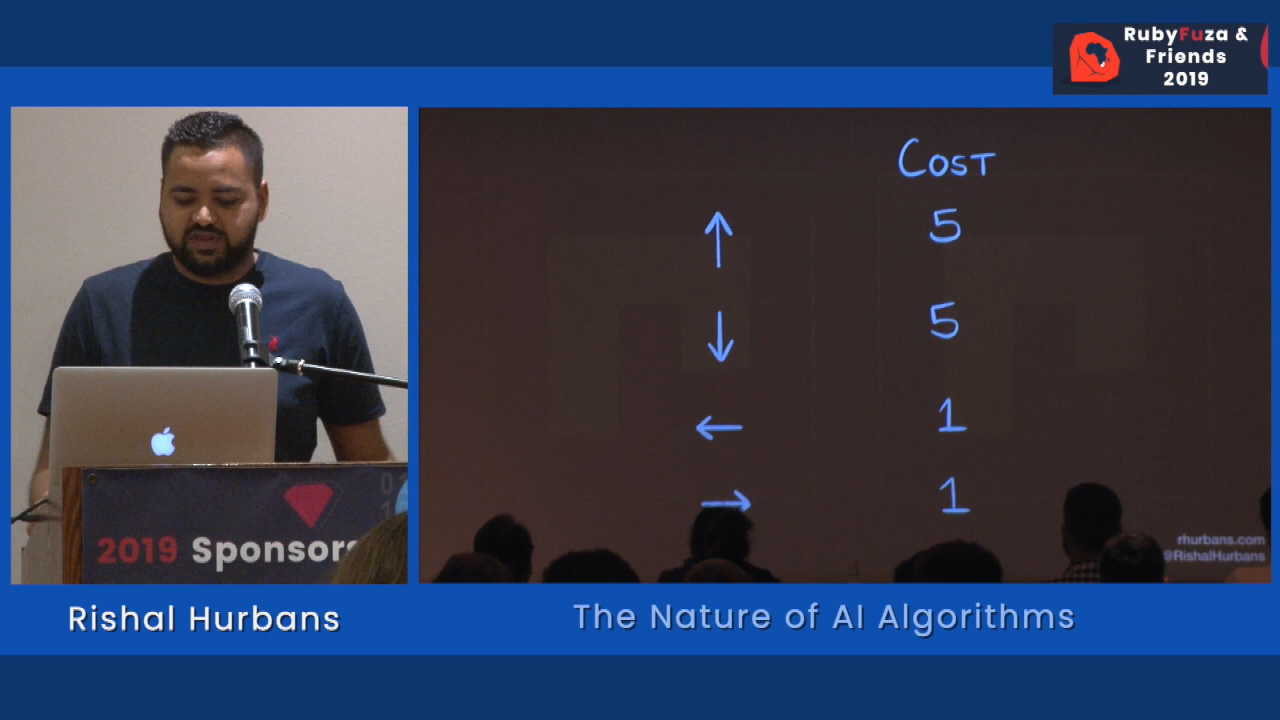 RubyFuza &
Friends
2019
COST
↑ 5
↓ 5
← 1
→ 1
rhurbans.com
@RishalHurbans
2019 Sponsors
Rishal Hurbans
The Nature of AI Algorithms